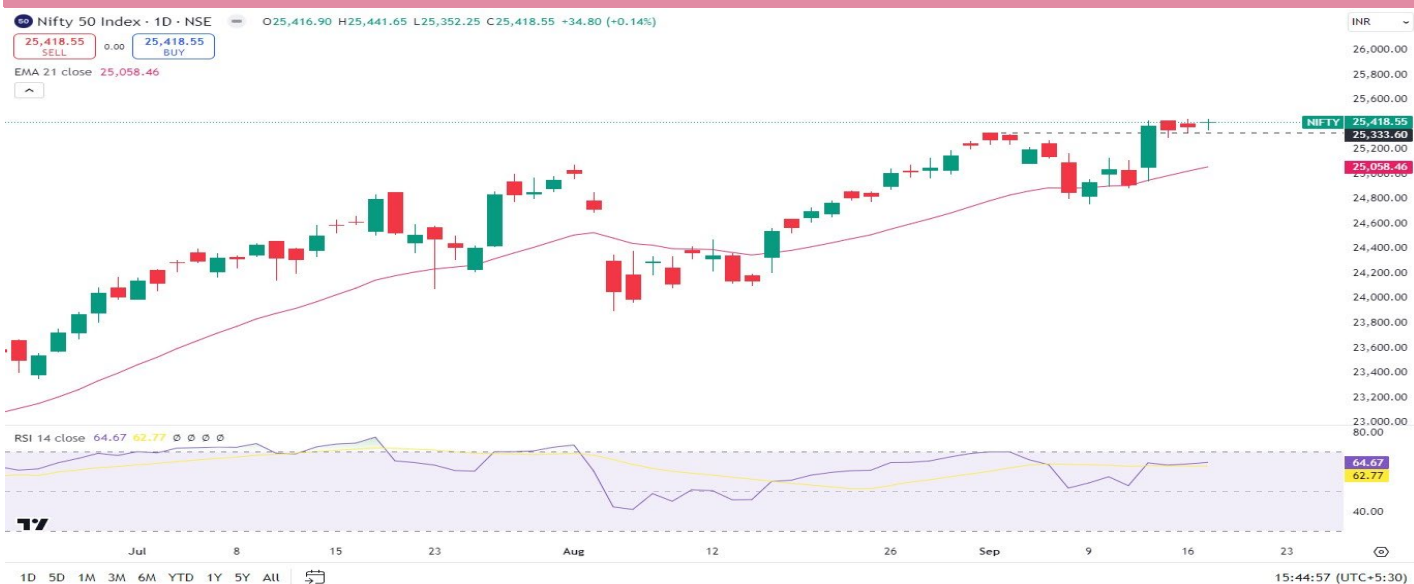 50 Nifty 50 Index · 1D · NSE O25,416.90 H25,441.65 L25,352.25 C25,418.55 +34.80 (+0.14%)
INR
25,418.55 SELL 0.00 25,418.55 BUY
EMA 21 close 25,058.46
26,000.00
25,800.00
25,600.00
NIFTY 25,418.55
25,333.60
25,200.00
25,058.46
25,000.00
24,800.00
24,600.00
24,400.00
24,200.00
24,000.00
23,800.00
23,600.00
23,400.00
23,200.00
23,000.00
RSI 14 close 64.67 62.77 Ø Ø Ø Ø
80.00
64.67
62.77
40.00
Jul 8 15 23 Aug 12 26 Sep 9 16 23
1D 5D 1M 3M 6M YTD 1Y 5Y All
15:44:57 (UTC+5:30)